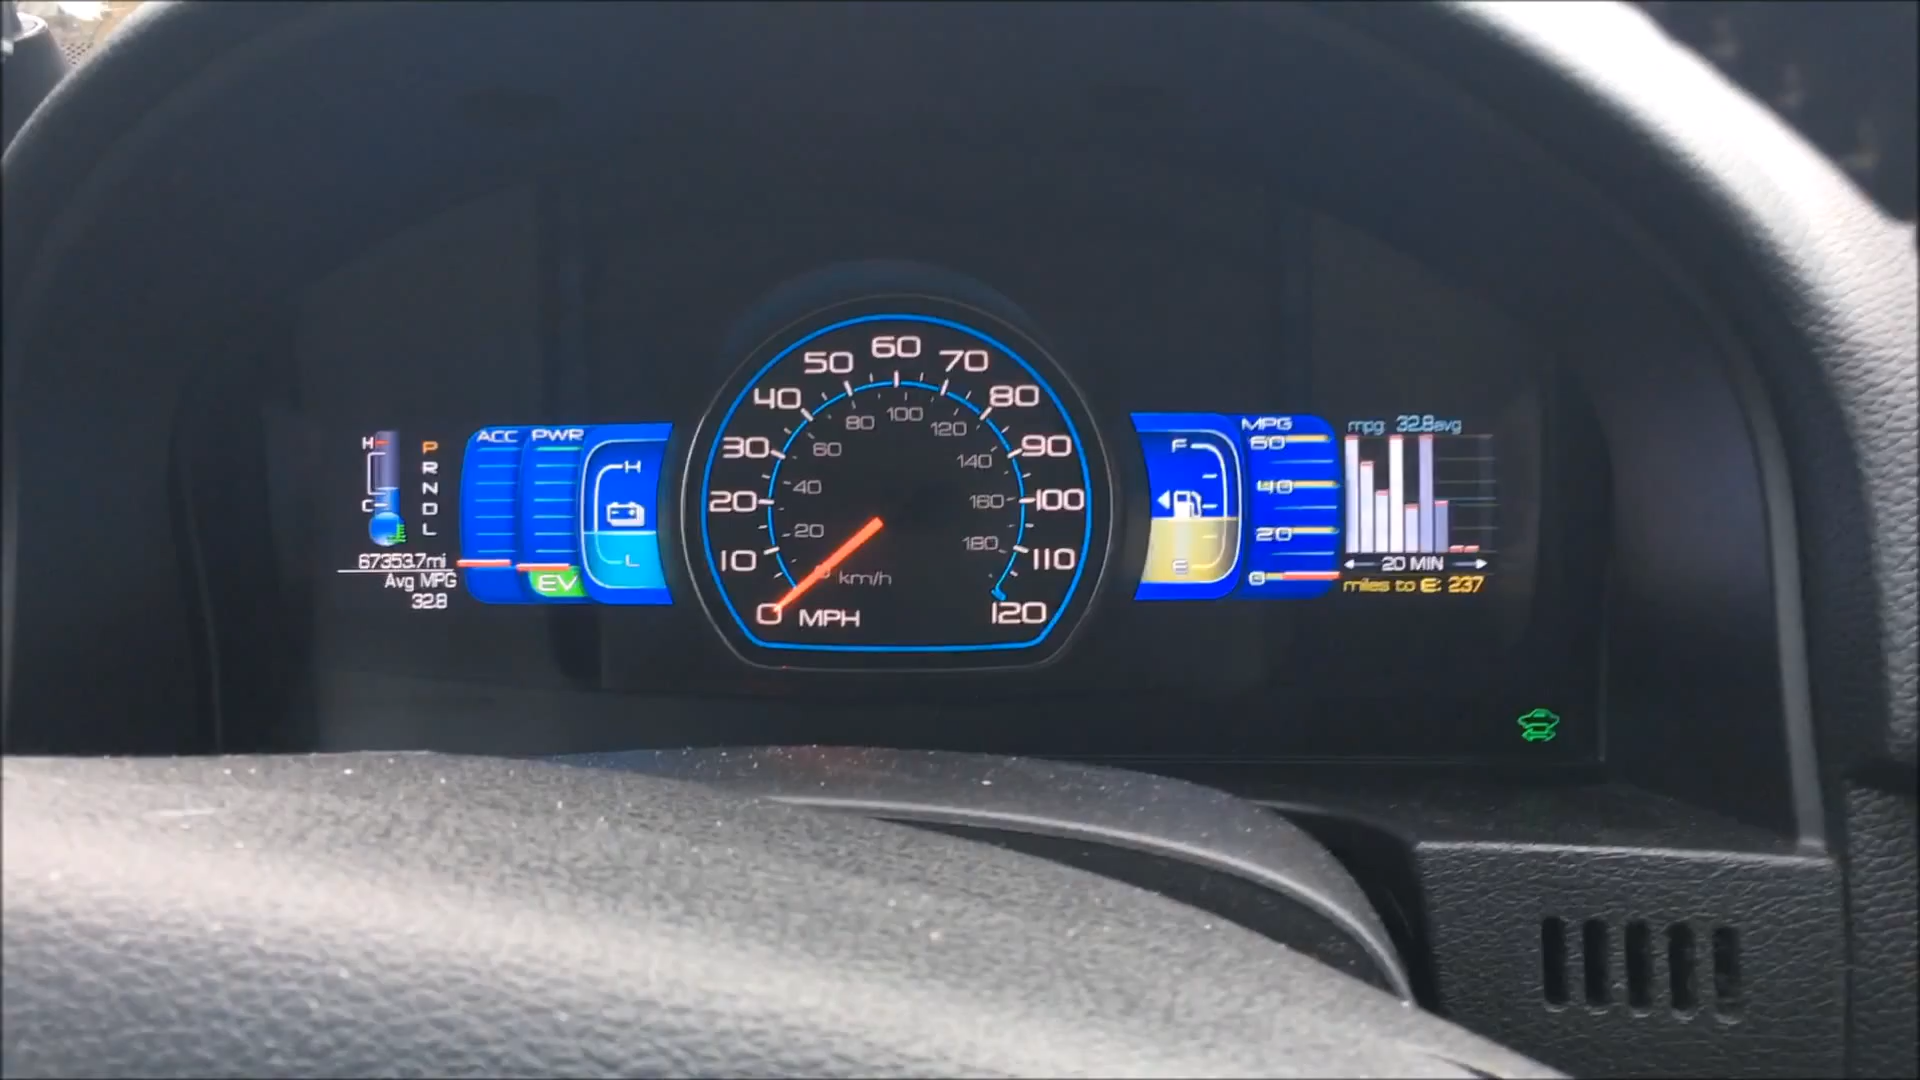 H
C
P
R
N
D
L
67353.7mi
Avg MPG
32.8
ACC PWR
EV
H
L
0 10 20 30 40 50 60 70 80 90 100 110 120
20 40 60 80 100 120 140 160 180
km/h
MPH
F
E
MPG
60
40
20
0
mpg: 32.8avg
20 MIN
miles to E: 237